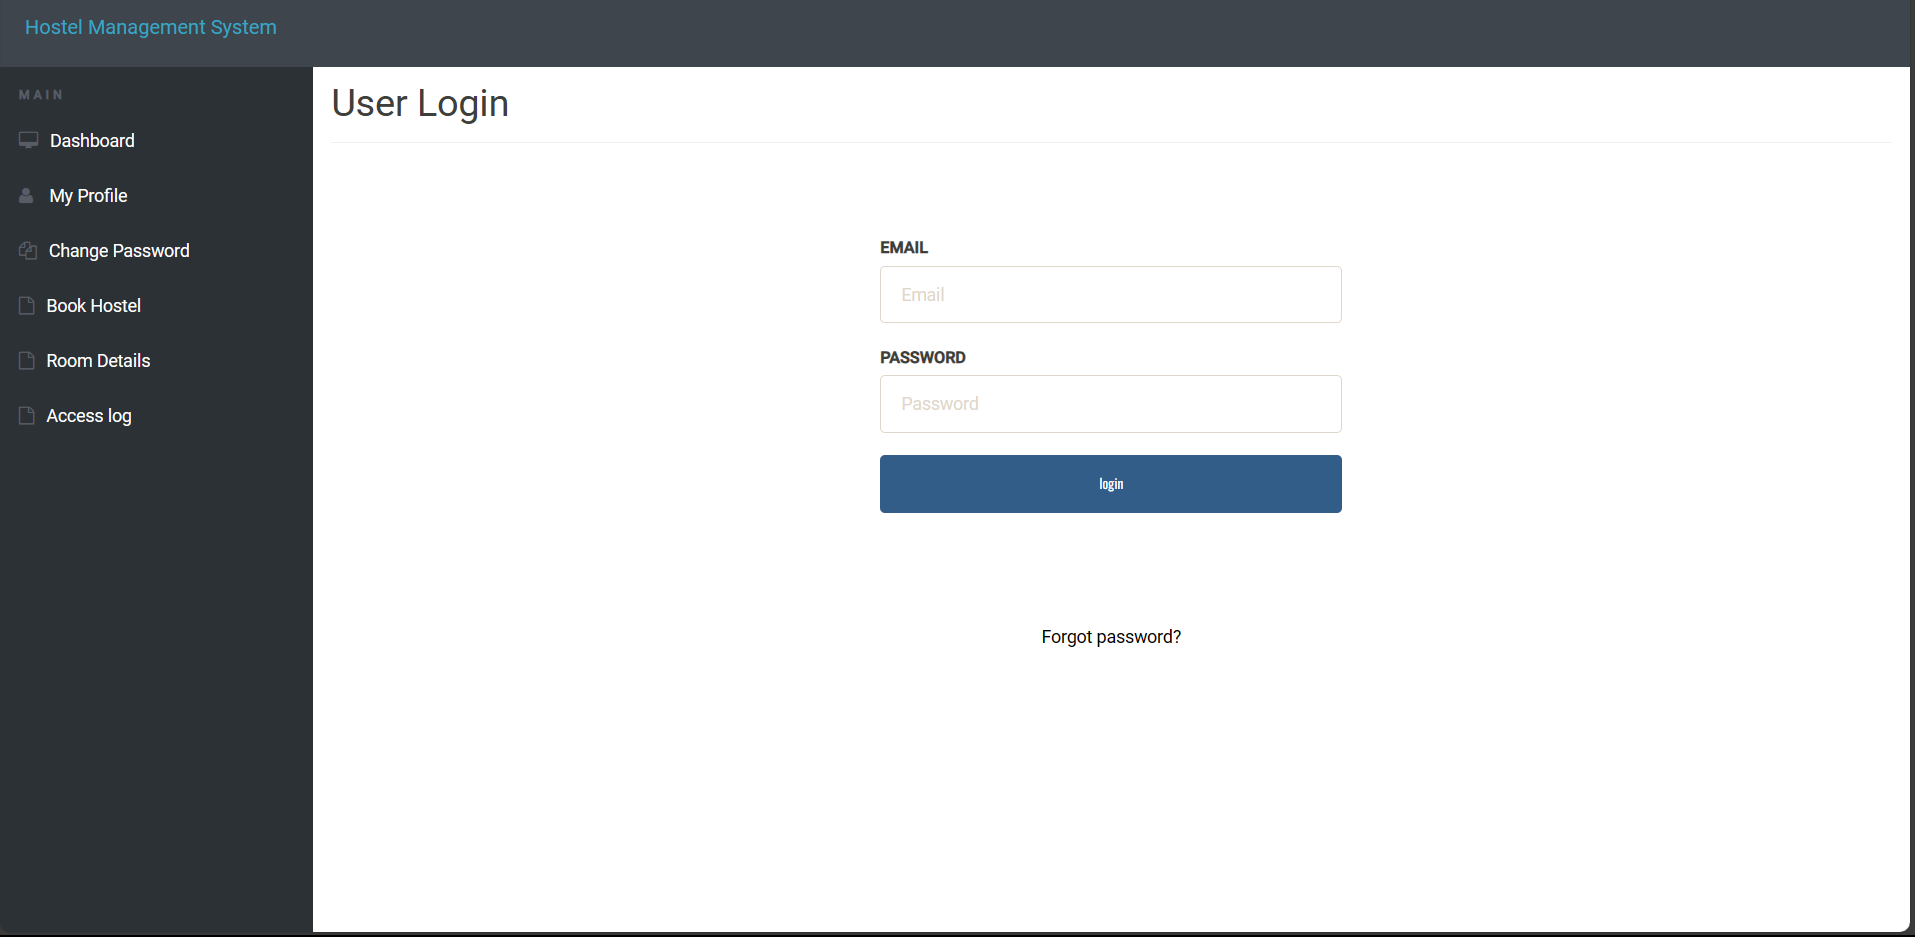 Hostel Management System
MAIN
Dashboard
My Profile
Change Password
Book Hostel
Room Details
Access log
User Login
EMAIL
Email
PASSWORD
Password
login
Forgot password?